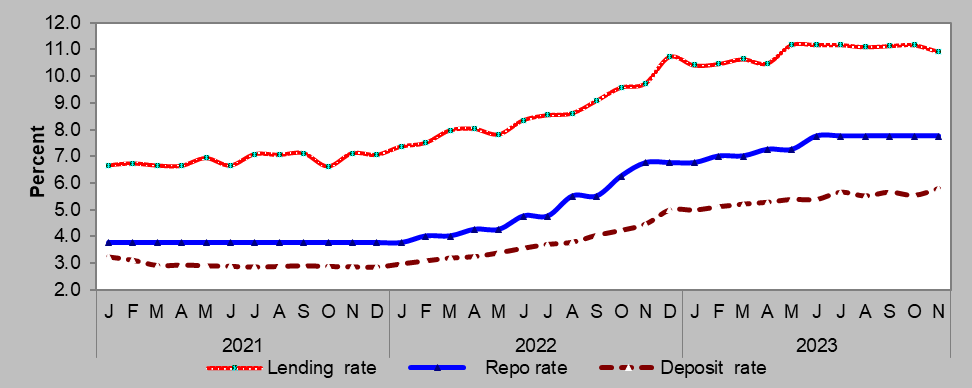 12.0
11.0
10.0
9.0
8.0
7.0
6.0
5.0
4.0
3.0
2.0
Percent
J F M A M J J A S O N D J F M A M J J A S O N D J F M A M J J A S O N
2021 2022 2023
Lending rate Repo rate Deposit rate